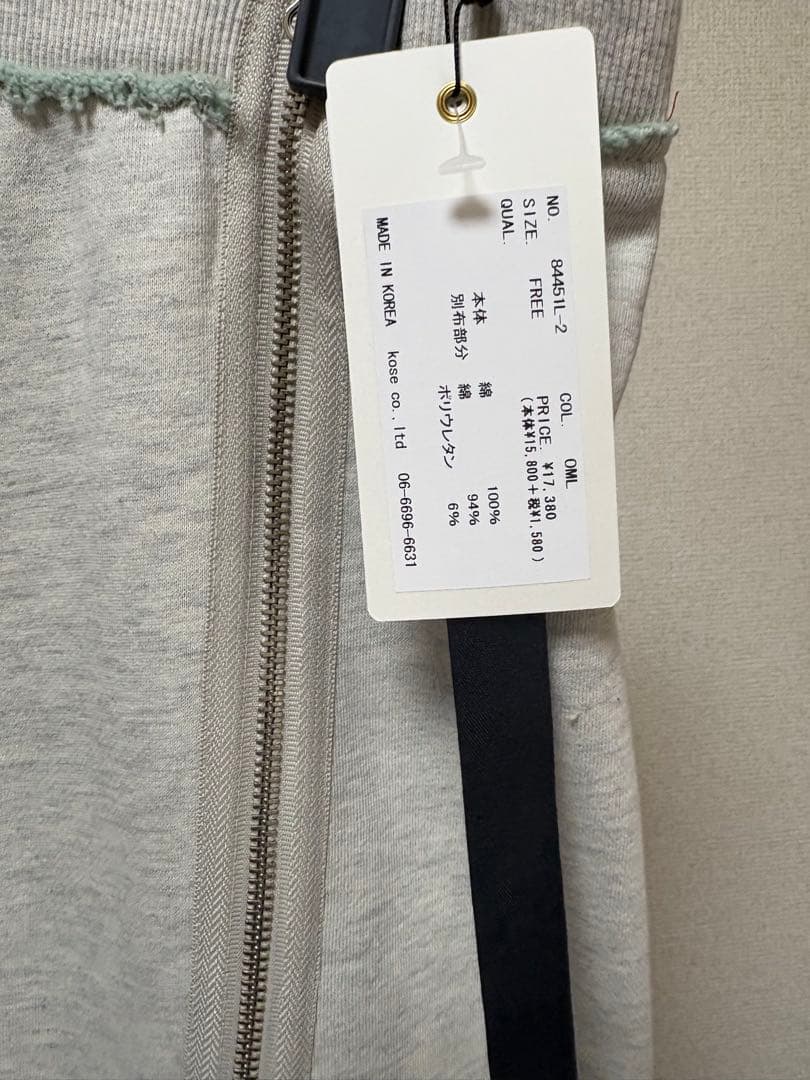 NO. 84451L-2 COL. OML
SIZE. FREE PRICE. ¥17,380
(本体¥15,800+税¥1,580)
QUAL.
本体 綿 100%
別布部分 綿 94%
ポリウレタン 6%
MADE IN KOREA kose co.,ltd 06-6696-6631